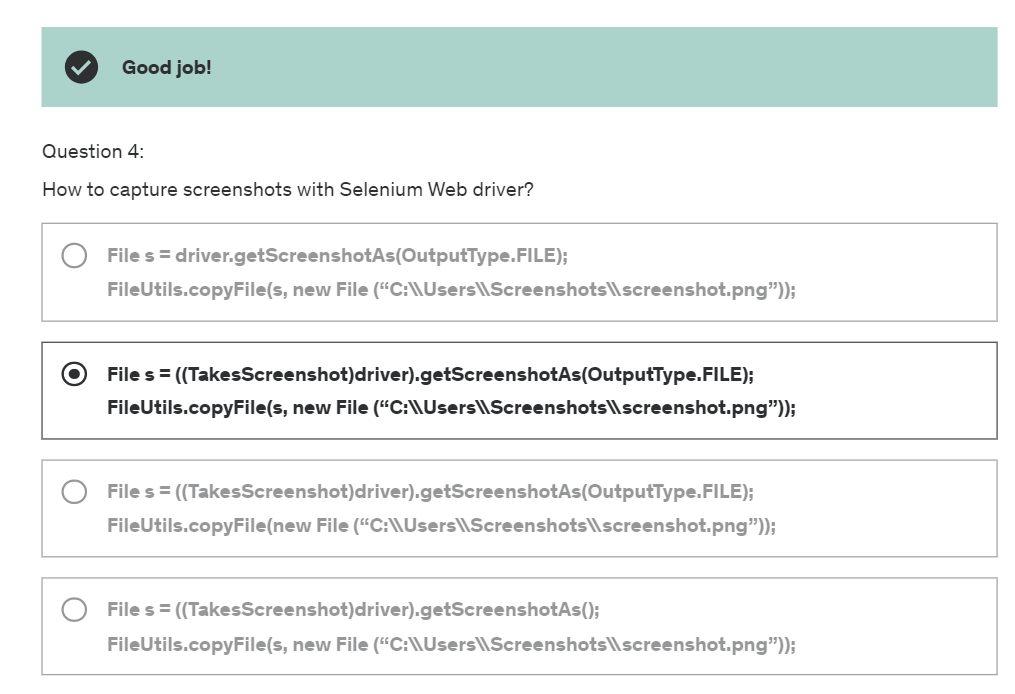 Good job!
Question 4:
How to capture screenshots with Selenium Web driver?
File s = driver.getScreenshotAs(OutputType.FILE);
FileUtils.copyFile(s, new File (“C:\\Users\\Screenshots\\screenshot.png”));
File s = ((TakesScreenshot)driver).getScreenshotAs(OutputType.FILE);
FileUtils.copyFile(s, new File (“C:\\Users\\Screenshots\\screenshot.png”));
File s = ((TakesScreenshot)driver).getScreenshotAs(OutputType.FILE);
FileUtils.copyFile(new File (“C:\\Users\\Screenshots\\screenshot.png”));
File s = ((TakesScreenshot)driver).getScreenshotAs();
FileUtils.copyFile(s, new File (“C:\\Users\\Screenshots\\screenshot.png”));